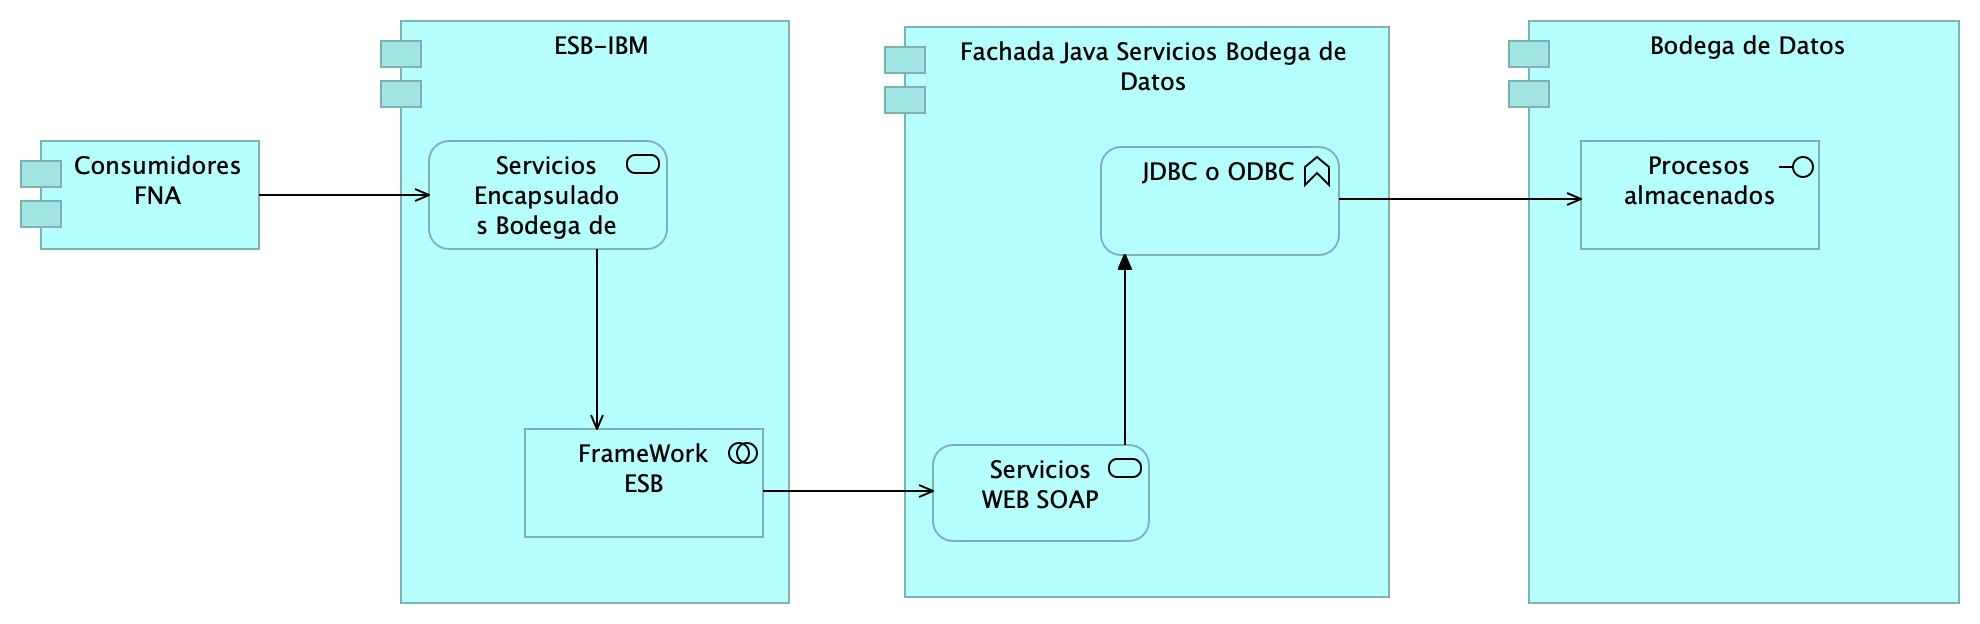 Consumidores
FNA
ESB-IBM
Servicios
Encapsulado
s Bodega de
FrameWork
ESB
Fachada Java Servicios Bodega de
Datos
JDBC o ODBC
Servicios
WEB SOAP
Bodega de Datos
Procesos
almacenados